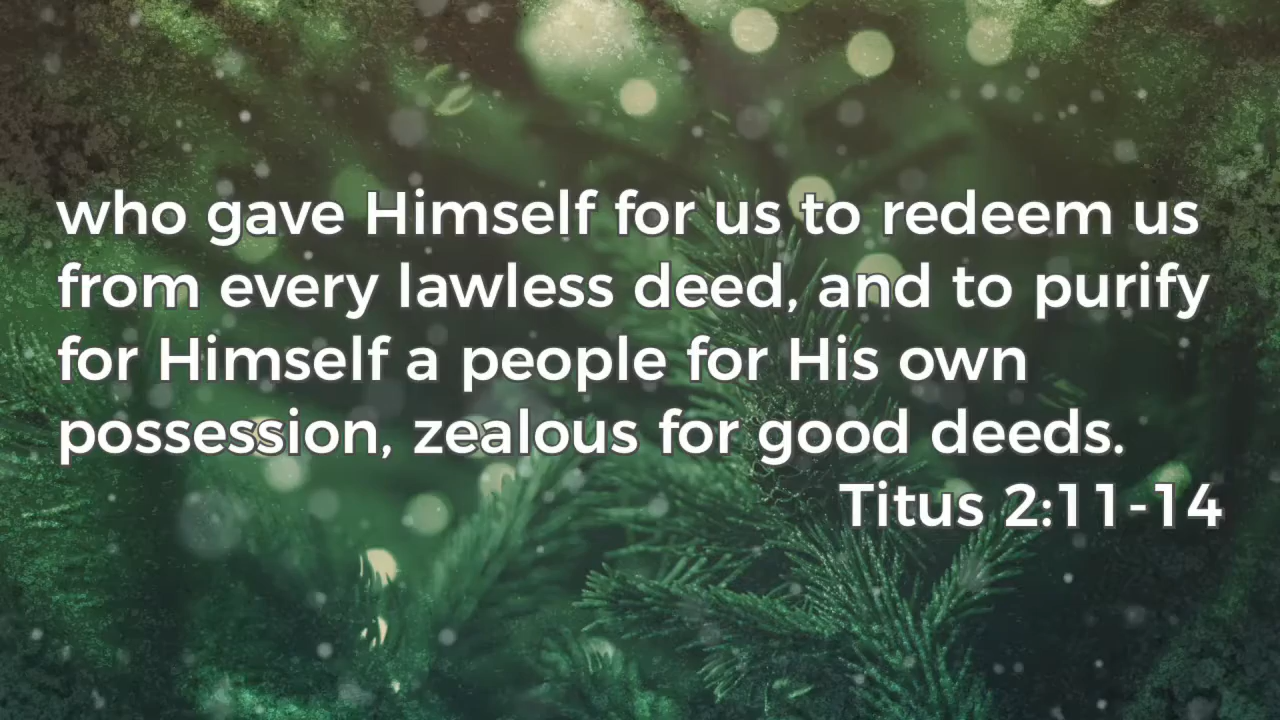 who gave Himself for us to redeem us
from every lawless deed, and to purify
for Himself a people for His own
possession, zealous for good deeds.
Titus 2:11-14